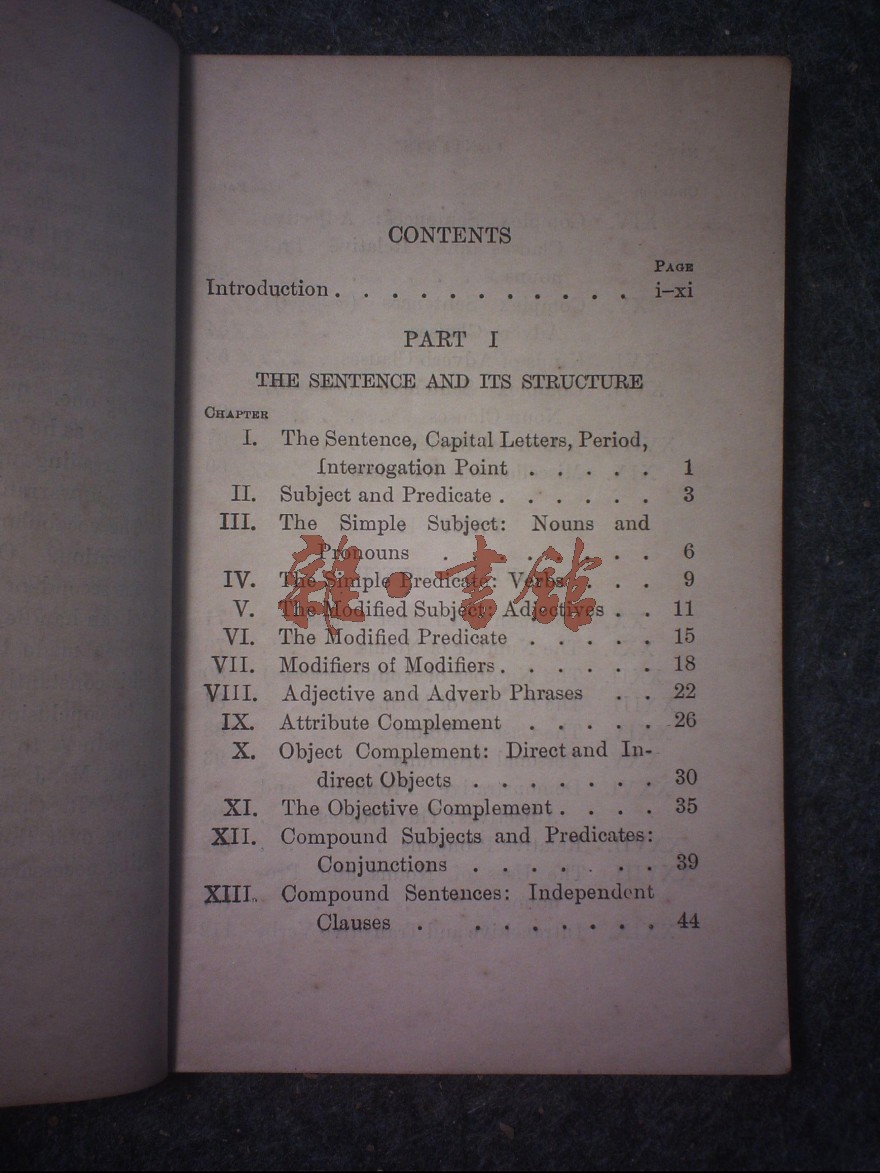 CONTENTS
PAGE
Introduction . . . . . . . . . . . i–xi
PART I
THE SENTENCE AND ITS STRUCTURE
CHAPTER
I. The Sentence, Capital Letters, Period,
Interrogation Point . . . . . 1
II. Subject and Predicate . . . . . . 3
III. The Simple Subject: Nouns and
Pronouns . . . . . . . 6
IV. The Simple Predicate: Verbs . . . 9
V. The Modified Subject: Adjectives . . 11
VI. The Modified Predicate . . . . . 15
VII. Modifiers of Modifiers . . . . . . 18
VIII. Adjective and Adverb Phrases . . 22
IX. Attribute Complement . . . . . 26
X. Object Complement: Direct and In-
direct Objects . . . . . . . 30
XI. The Objective Complement . . . . 35
XII. Compound Subjects and Predicates:
Conjunctions . . . . . . . 39
XIII. Compound Sentences: Independent
Clauses . . . . . . . . 44
雜·書館